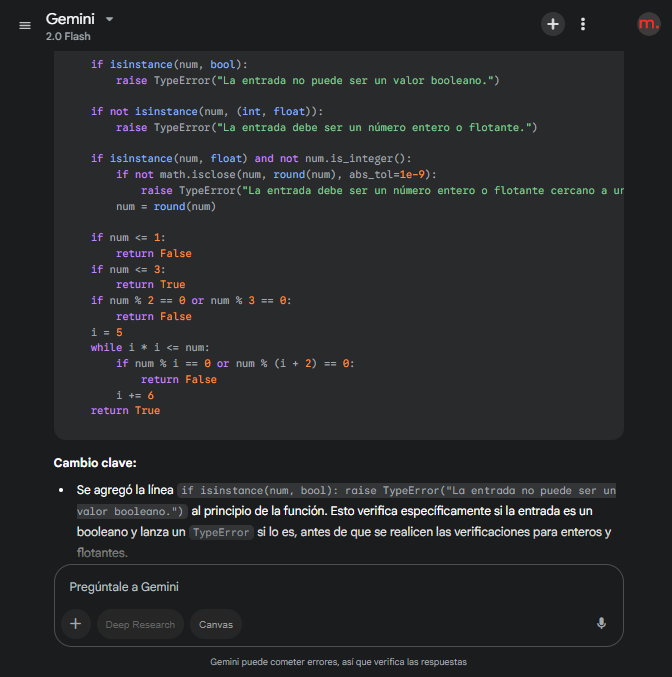 Gemini
2.0 Flash
m.
if isinstance(num, bool):
raise TypeError("La entrada no puede ser un valor booleano.")
if not isinstance(num, (int, float)):
raise TypeError("La entrada debe ser un número entero o flotante.")
if isinstance(num, float) and not num.is_integer():
if not math.isclose(num, round(num), abs_tol=1e-9):
raise TypeError("La entrada debe ser un número entero o flotante cercano a ur
num = round(num)
if num <= 1:
return False
if num <= 3:
return True
if num % 2 == 0 or num % 3 == 0:
return False
i = 5
while i * i <= num:
if num % i == 0 or num % (i + 2) == 0:
return False
i += 6
return True
Cambio clave:
• Se agregó la línea if isinstance(num, bool): raise TypeError("La entrada no puede ser un
valor booleano.") al principio de la función. Esto verifica específicamente si la entrada es un
booleano y lanza un TypeError si lo es, antes de que se realicen las verificaciones para enteros y
flotantes.
Pregúntale a Gemini
Deep Research Canvas
Gemini puede cometer errores, así que verifica las respuestas